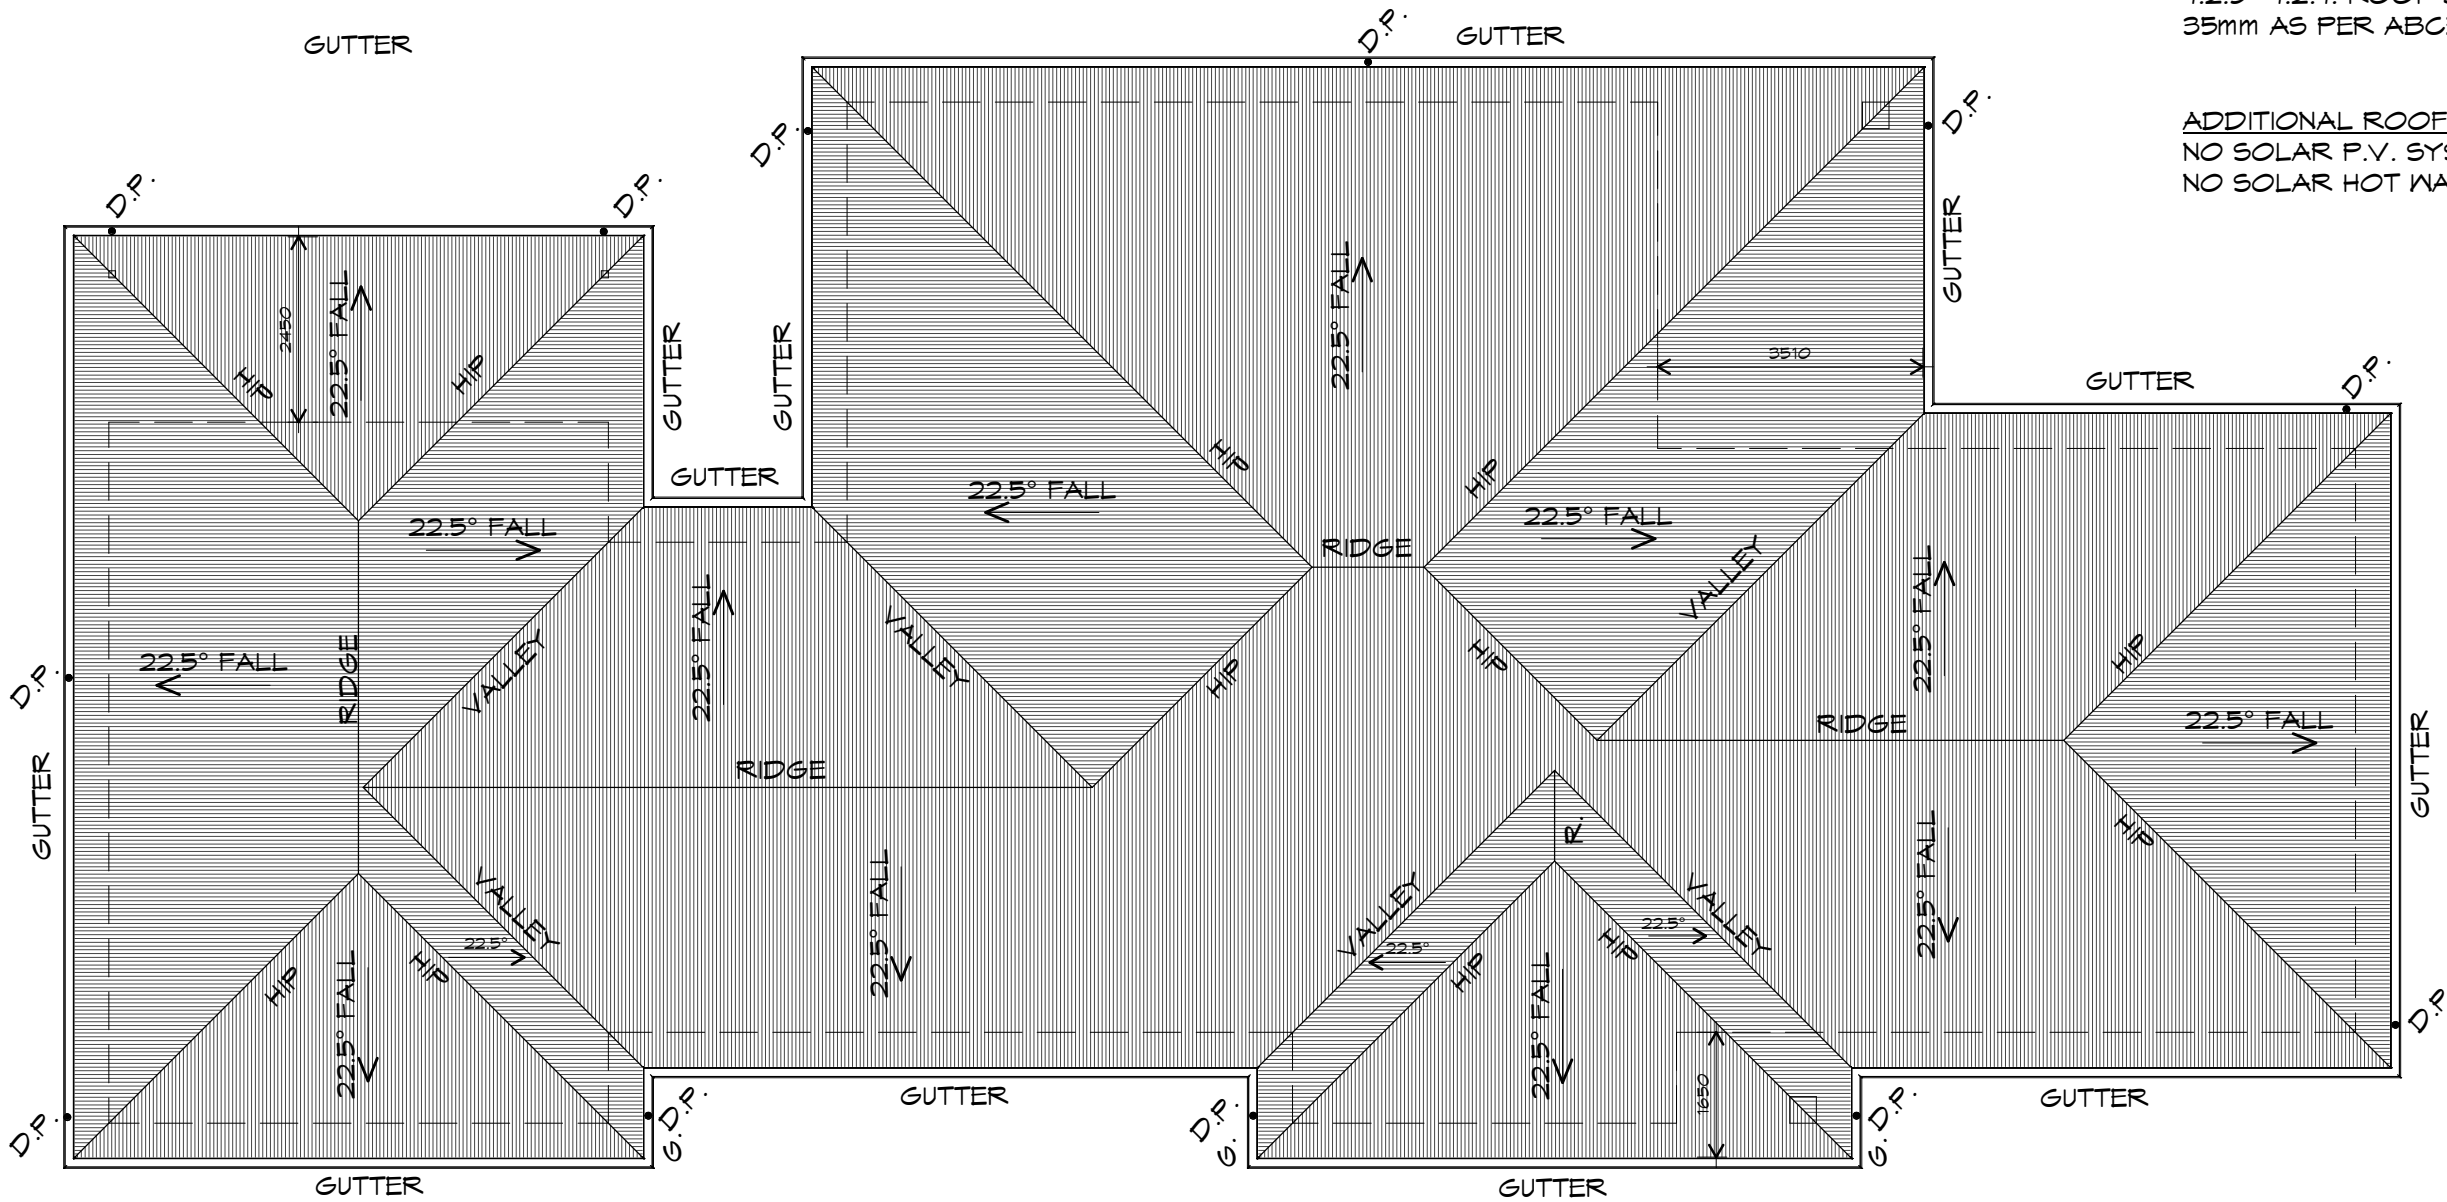 35mm AS PER ABC
ADDITIONAL ROOF
NO SOLAR P.V. SYS
NO SOLAR HOT WA
GUTTER
D.P.
GUTTER
D.P.
D.P.
D.P.
D.P.
GUTTER
2450
22.5° FALL
HIP
HIP
GUTTER
GUTTER
GUTTER
22.5° FALL
3510
GUTTER
D.P.
HIP
HIP
22.5° FALL
22.5° FALL
22.5° FALL
RIDGE
22.5° FALL
VALLEY
VALLEY
VALLEY
HIP
HIP
22.5° FALL
22.5° FALL
HIP
D.P.
22.5° FALL
RIDGE
RIDGE
RIDGE
22.5° FALL
GUTTER
GUTTER
R.
HIP
22.5° FALL
22.5° FALL
VALLEY
VALLEY
VALLEY
22.5°
22.5°
22.5°
HIP
HIP
HIP
HIP
22.5° FALL
22.5° FALL
1650
D.P.
D.P.
G.
GUTTER
D.P.
G.
D.P.
G.
GUTTER
D.P.
GUTTER
GUTTER